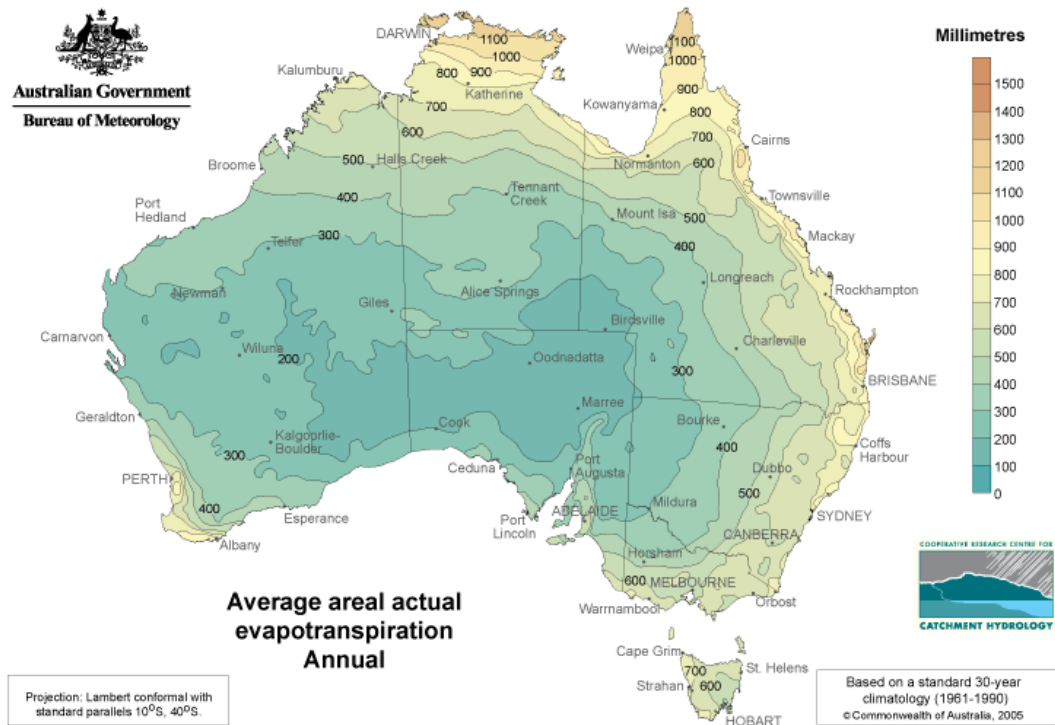 Australian Government
Bureau of Meteorology
Millimetres
1500
1400
1300
1200
1100
1000
900
800
700
600
500
400
300
200
100
0
DARWIN
1100
1000
900
800
Katherine
700
Kalumburu
600
500
Halls Creek
Broome
400
Tennant
Creek
Port
Hedland
300
Telfer
Newman
Giles
Alice Springs
Carnarvon
Wiluna
200
Oodnadatta
Birdsville
Geraldton
Kalgoorlie-
Boulder
300
Cook
Marree
PERTH
400
Esperance
Albany
Ceduna
Port
Augusta
Port
Lincoln
ADELAIDE
Weipa
1100
1000
900
Kowanyama
800
700
600
Cairns
Normanton
Townsville
Mount Isa
500
400
Mackay
Longreach
Rockhampton
Charleville
300
BRISBANE
Bourke
400
Coffs
Harbour
Dubbo
500
Mildura
SYDNEY
CANBERRA
Horsham
600
MELBOURNE
Warrnambool
Orbost
Cape Grim
700
St. Helens
Strahan
600
HOBART
Average areal actual
evapotranspiration
Annual
Projection: Lambert conformal with
standard parallels 10°S, 40°S.
COOPERATIVE RESEARCH CENTRE FOR
CATCHMENT HYDROLOGY
Based on a standard 30-year
climatology (1961-1990)
©Commonwealth of Australia, 2005